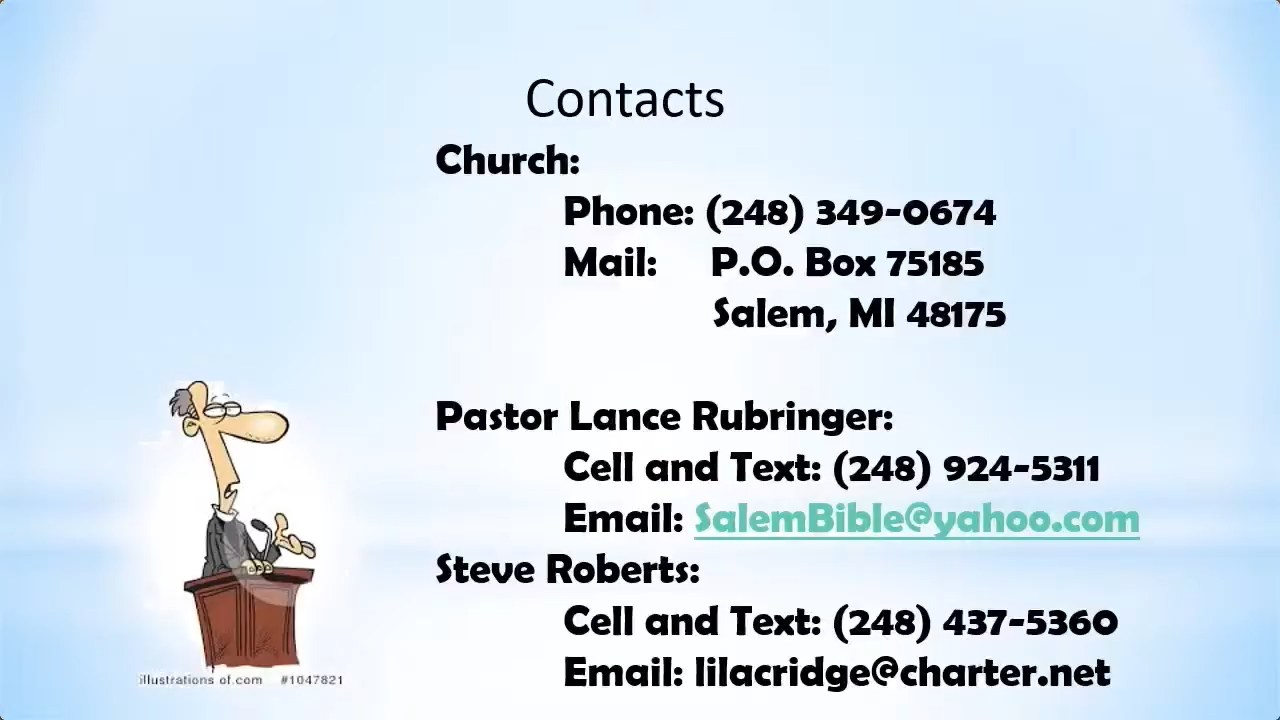 Contacts
Church:
Phone: (248) 349-0674
Mail: P.O. Box 75185
Salem, MI 48175
Pastor Lance Rubringer:
Cell and Text: (248) 924-5311
Email: SalemBible@yahoo.com
Steve Roberts:
Cell and Text: (248) 437-5360
Email: lilacridge@charter.net
illustrations of.com #1047821